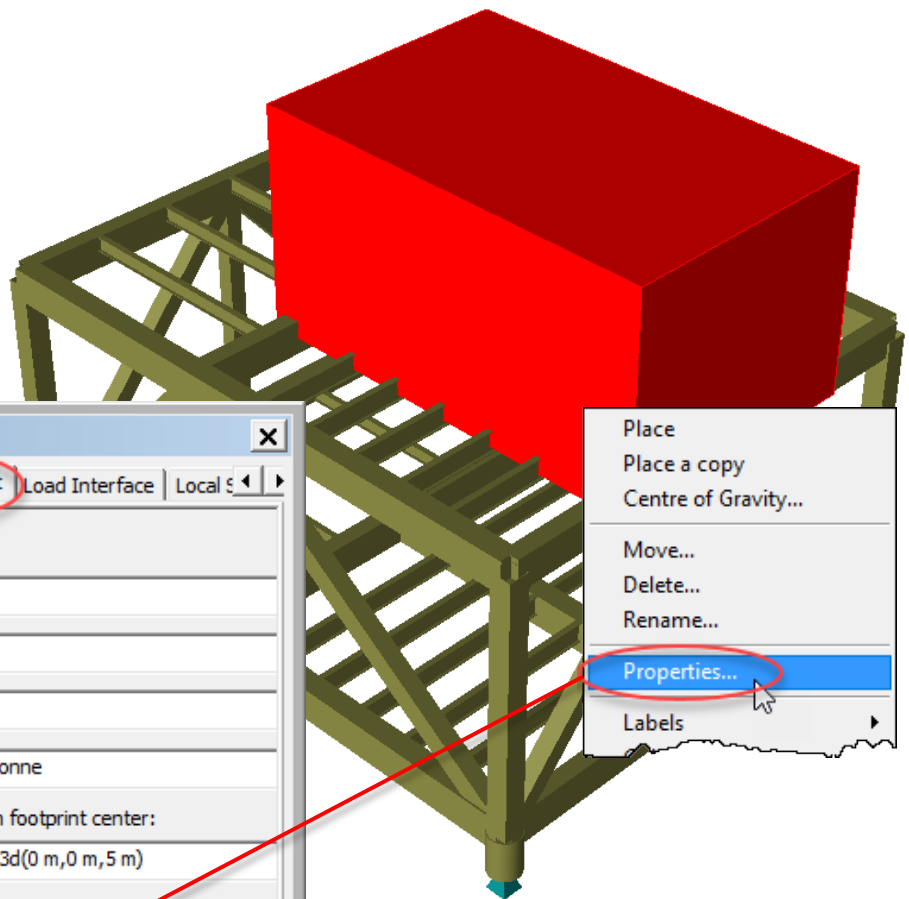 Place
Place a copy
Centre of Gravity...
Move...
Delete...
Rename...
Properties...
Labels
Load Interface
Local S
onne
footprint center:
3d(0 m,0 m,5 m)